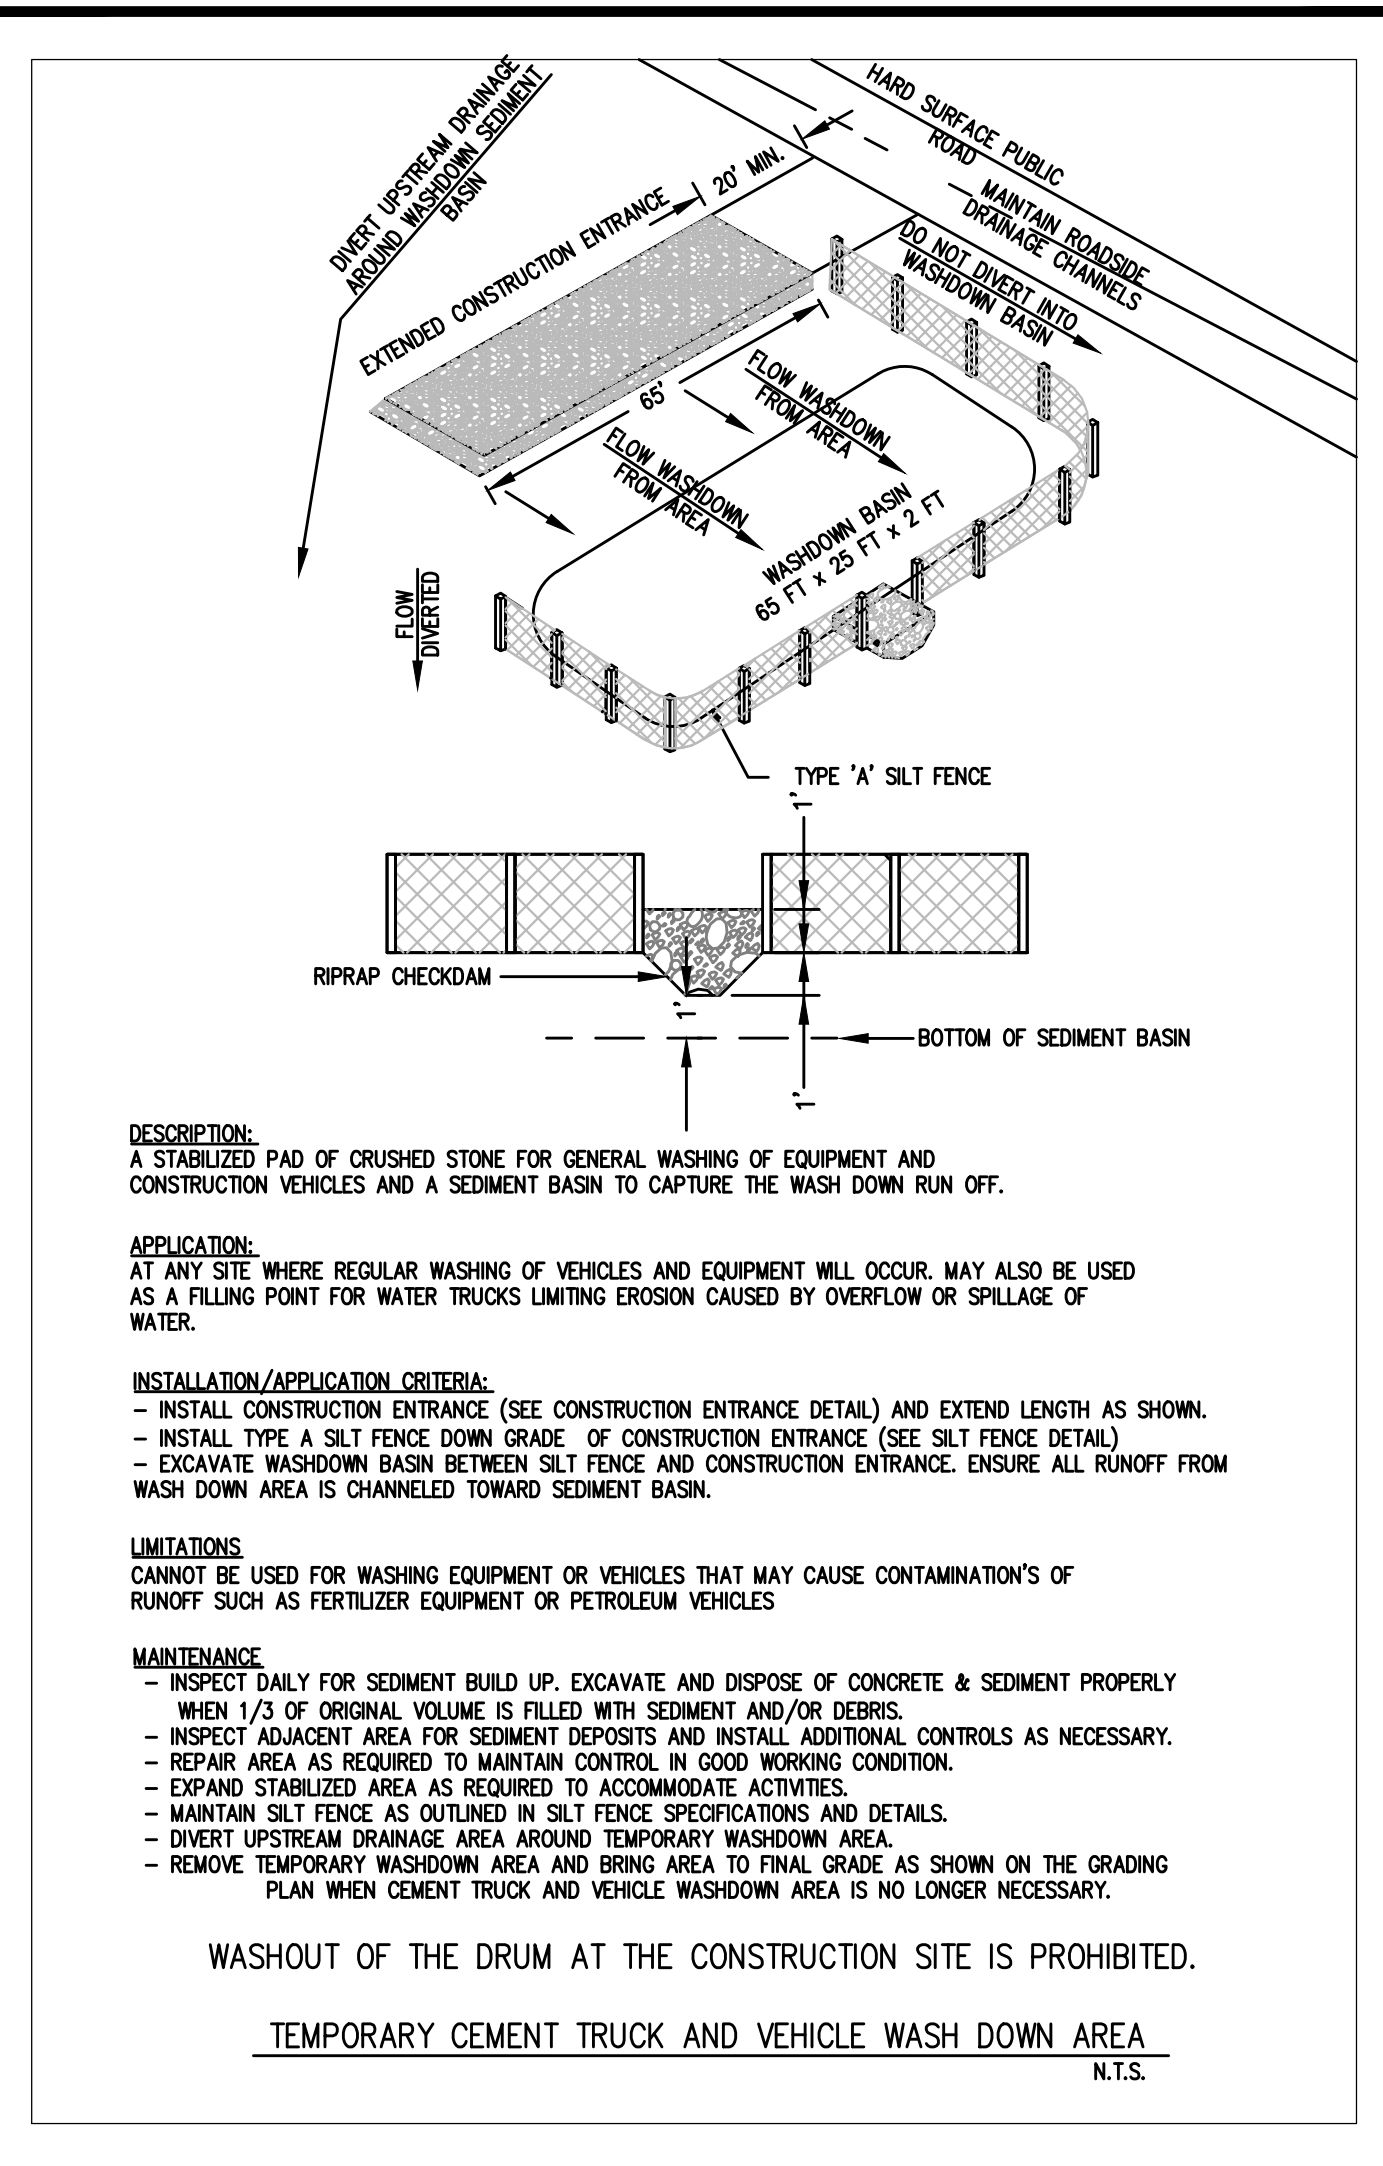 DIVERT UPSTREAM DRAINAGE
AROUND WASHDOWN SEDIMENT
BASIN
HARD SURFACE PUBLIC
ROAD
20' MIN.
EXTENDED CONSTRUCTION ENTRANCE
MAINTAIN ROADSIDE
DRAINAGE CHANNELS
DO NOT DIVERT INTO
WASHDOWN BASIN
65'
FLOW WASHDOWN
FROM AREA
FLOW WASHDOWN
FROM AREA
WASHDOWN BASIN
65 FT x 25 FT x 2 FT
FLOW
DIVERTED
TYPE 'A' SILT FENCE
1'
RIPRAP CHECKDAM
1'
BOTTOM OF SEDIMENT BASIN
1'
DESCRIPTION:
A STABILIZED PAD OF CRUSHED STONE FOR GENERAL WASHING OF EQUIPMENT AND
CONSTRUCTION VEHICLES AND A SEDIMENT BASIN TO CAPTURE THE WASH DOWN RUN OFF.
APPLICATION:
AT ANY SITE WHERE REGULAR WASHING OF VEHICLES AND EQUIPMENT WILL OCCUR. MAY ALSO BE USED
AS A FILLING POINT FOR WATER TRUCKS LIMITING EROSION CAUSED BY OVERFLOW OR SPILLAGE OF
WATER.
INSTALLATION/APPLICATION CRITERIA:
– INSTALL CONSTRUCTION ENTRANCE (SEE CONSTRUCTION ENTRANCE DETAIL) AND EXTEND LENGTH AS SHOWN.
– INSTALL TYPE A SILT FENCE DOWN GRADE OF CONSTRUCTION ENTRANCE (SEE SILT FENCE DETAIL)
– EXCAVATE WASHDOWN BASIN BETWEEN SILT FENCE AND CONSTRUCTION ENTRANCE. ENSURE ALL RUNOFF FROM
WASH DOWN AREA IS CHANNELED TOWARD SEDIMENT BASIN.
LIMITATIONS
CANNOT BE USED FOR WASHING EQUIPMENT OR VEHICLES THAT MAY CAUSE CONTAMINATION'S OF
RUNOFF SUCH AS FERTILIZER EQUIPMENT OR PETROLEUM VEHICLES
MAINTENANCE
– INSPECT DAILY FOR SEDIMENT BUILD UP. EXCAVATE AND DISPOSE OF CONCRETE & SEDIMENT PROPERLY
WHEN 1/3 OF ORIGINAL VOLUME IS FILLED WITH SEDIMENT AND/OR DEBRIS.
– INSPECT ADJACENT AREA FOR SEDIMENT DEPOSITS AND INSTALL ADDITIONAL CONTROLS AS NECESSARY.
– REPAIR AREA AS REQUIRED TO MAINTAIN CONTROL IN GOOD WORKING CONDITION.
– EXPAND STABILIZED AREA AS REQUIRED TO ACCOMMODATE ACTIVITIES.
– MAINTAIN SILT FENCE AS OUTLINED IN SILT FENCE SPECIFICATIONS AND DETAILS.
– DIVERT UPSTREAM DRAINAGE AREA AROUND TEMPORARY WASHDOWN AREA.
– REMOVE TEMPORARY WASHDOWN AREA AND BRING AREA TO FINAL GRADE AS SHOWN ON THE GRADING
PLAN WHEN CEMENT TRUCK AND VEHICLE WASHDOWN AREA IS NO LONGER NECESSARY.
WASHOUT OF THE DRUM AT THE CONSTRUCTION SITE IS PROHIBITED.
TEMPORARY CEMENT TRUCK AND VEHICLE WASH DOWN AREA
N.T.S.